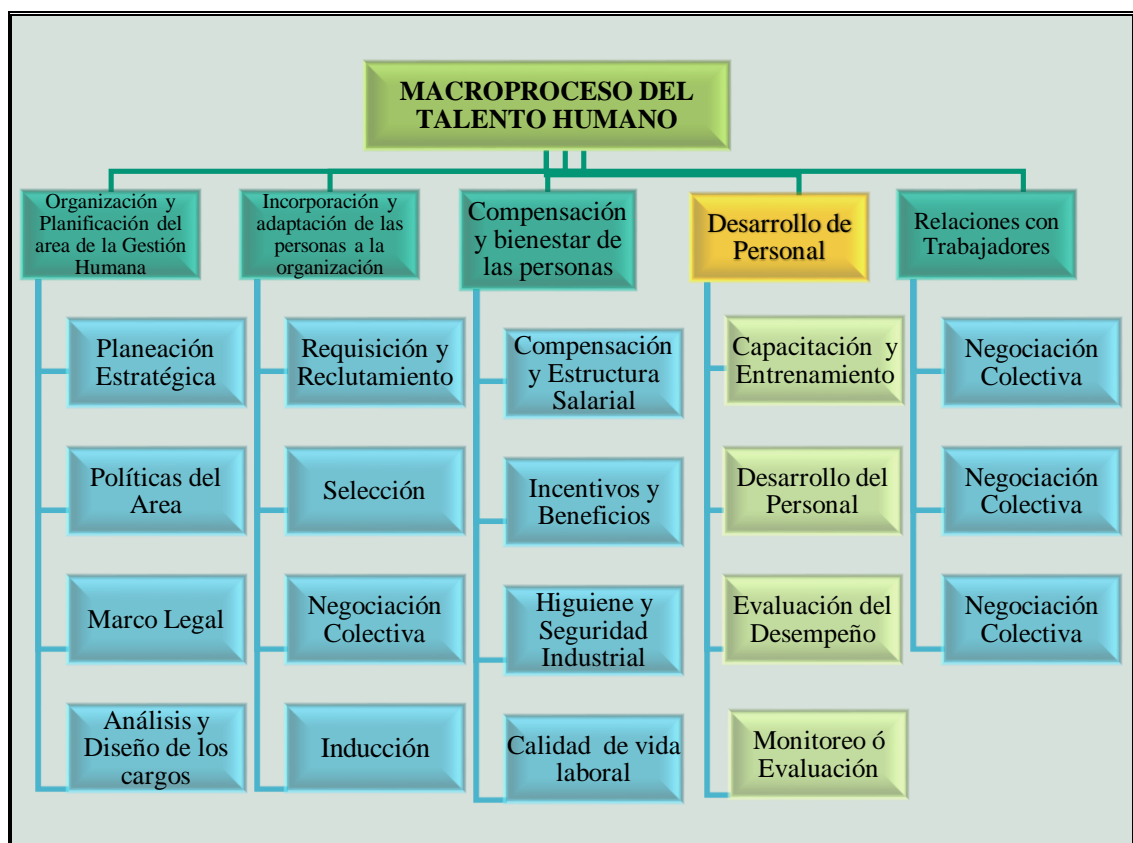 MACROPROCESO DEL
TALENTO HUMANO
Organización y
Planificación del
area de la Gestión
Humana
Planeación
Estratégica
Políticas del
Area
Marco Legal
Análisis y
Diseño de los
cargos
Incorporación y
adaptación de las
personas a la
organización
Requisición y
Reclutamiento
Selección
Negociación
Colectiva
Inducción
Compensación
y bienestar de
las personas
Compensación
y Estructura
Salarial
Incentivos y
Beneficios
Higuiene y
Seguridad
Industrial
Calidad de vida
laboral
Desarrollo de
Personal
Capacitación y
Entrenamiento
Desarrollo del
Personal
Evaluación del
Desempeño
Monitoreo ó
Evaluación
Relaciones con
Trabajadores
Negociación
Colectiva
Negociación
Colectiva
Negociación
Colectiva